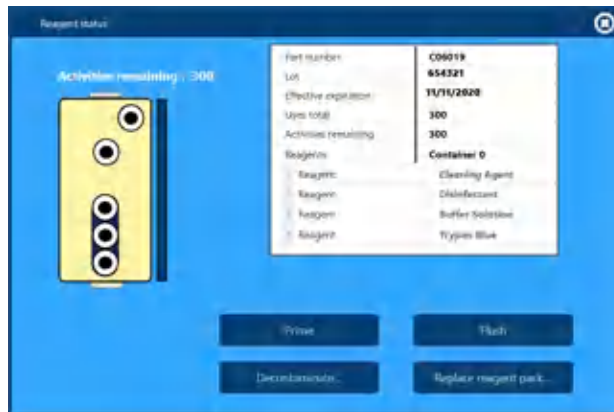 Reagent status
Activities remaining : 300
Part number C06019
Lot 654321
Effective expiration 11/11/2020
Uses total 300
Activities remaining 300
Reagents Container 0
Reagent Cleaning Agent
Reagent Disinfectant
Reagent Buffer Solution
Reagent Trypan Blue
Prime
Flush
Decontaminate...
Replace reagent pack...